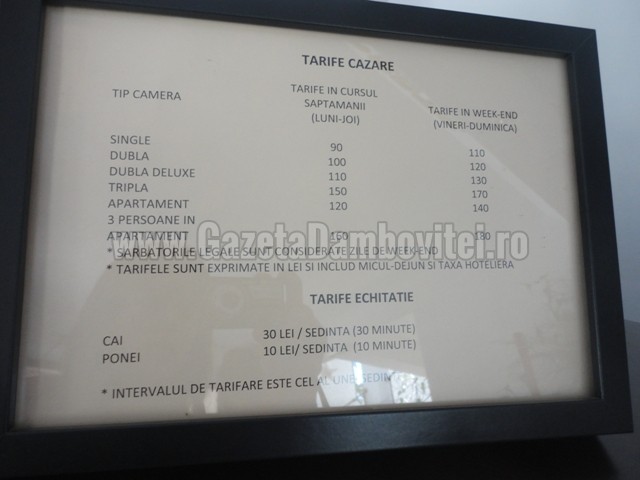 TARIFE CAZARE
TIP CAMERA TARIFE IN CURSUL SAPTAMANII (LUNI-JOI) TARIFE IN WEEK-END (VINERI-DUMINICA)
SINGLE 90 110
DUBLA 100 120
DUBLA DELUXE 110 130
TRIPLA 150 170
APARTAMENT 120 140
3 PERSOANE IN
APARTAMENT 160 180
www.GazetaDambovitei.ro
* SARBATORILE LEGALE SUNT CONSIDERATE ZILE DE WEEK-END
* TARIFELE SUNT EXPRIMATE IN LEI SI INCLUD MICUL-DEJUN SI TAXA HOTELIERA
TARIFE ECHITATIE
CAI 30 LEI / SEDINTA (30 MINUTE)
PONEI 10 LEI/ SEDINTA (10 MINUTE)
* INTERVALUL DE TARIFARE ESTE CEL AL UNEI